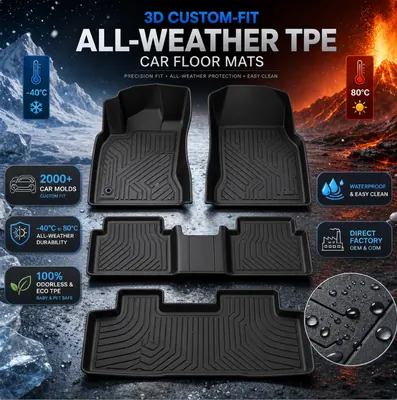 3D CUSTOM-FIT
ALL-WEATHER TPE
CAR FLOOR MATS
PRECISION FIT • ALL-WEATHER PROTECTION • EASY CLEAN
-40°C
80°C
2000+
CAR MOLDS
CUSTOM FIT
WATERPROOF
& EASY CLEAN
-40°C to 80°C
ALL-WEATHER
DURABILITY
DIRECT
FACTORY
OEM & ODM
100%
ODORLESS &
ECO TPE
BABY & PET SAFE